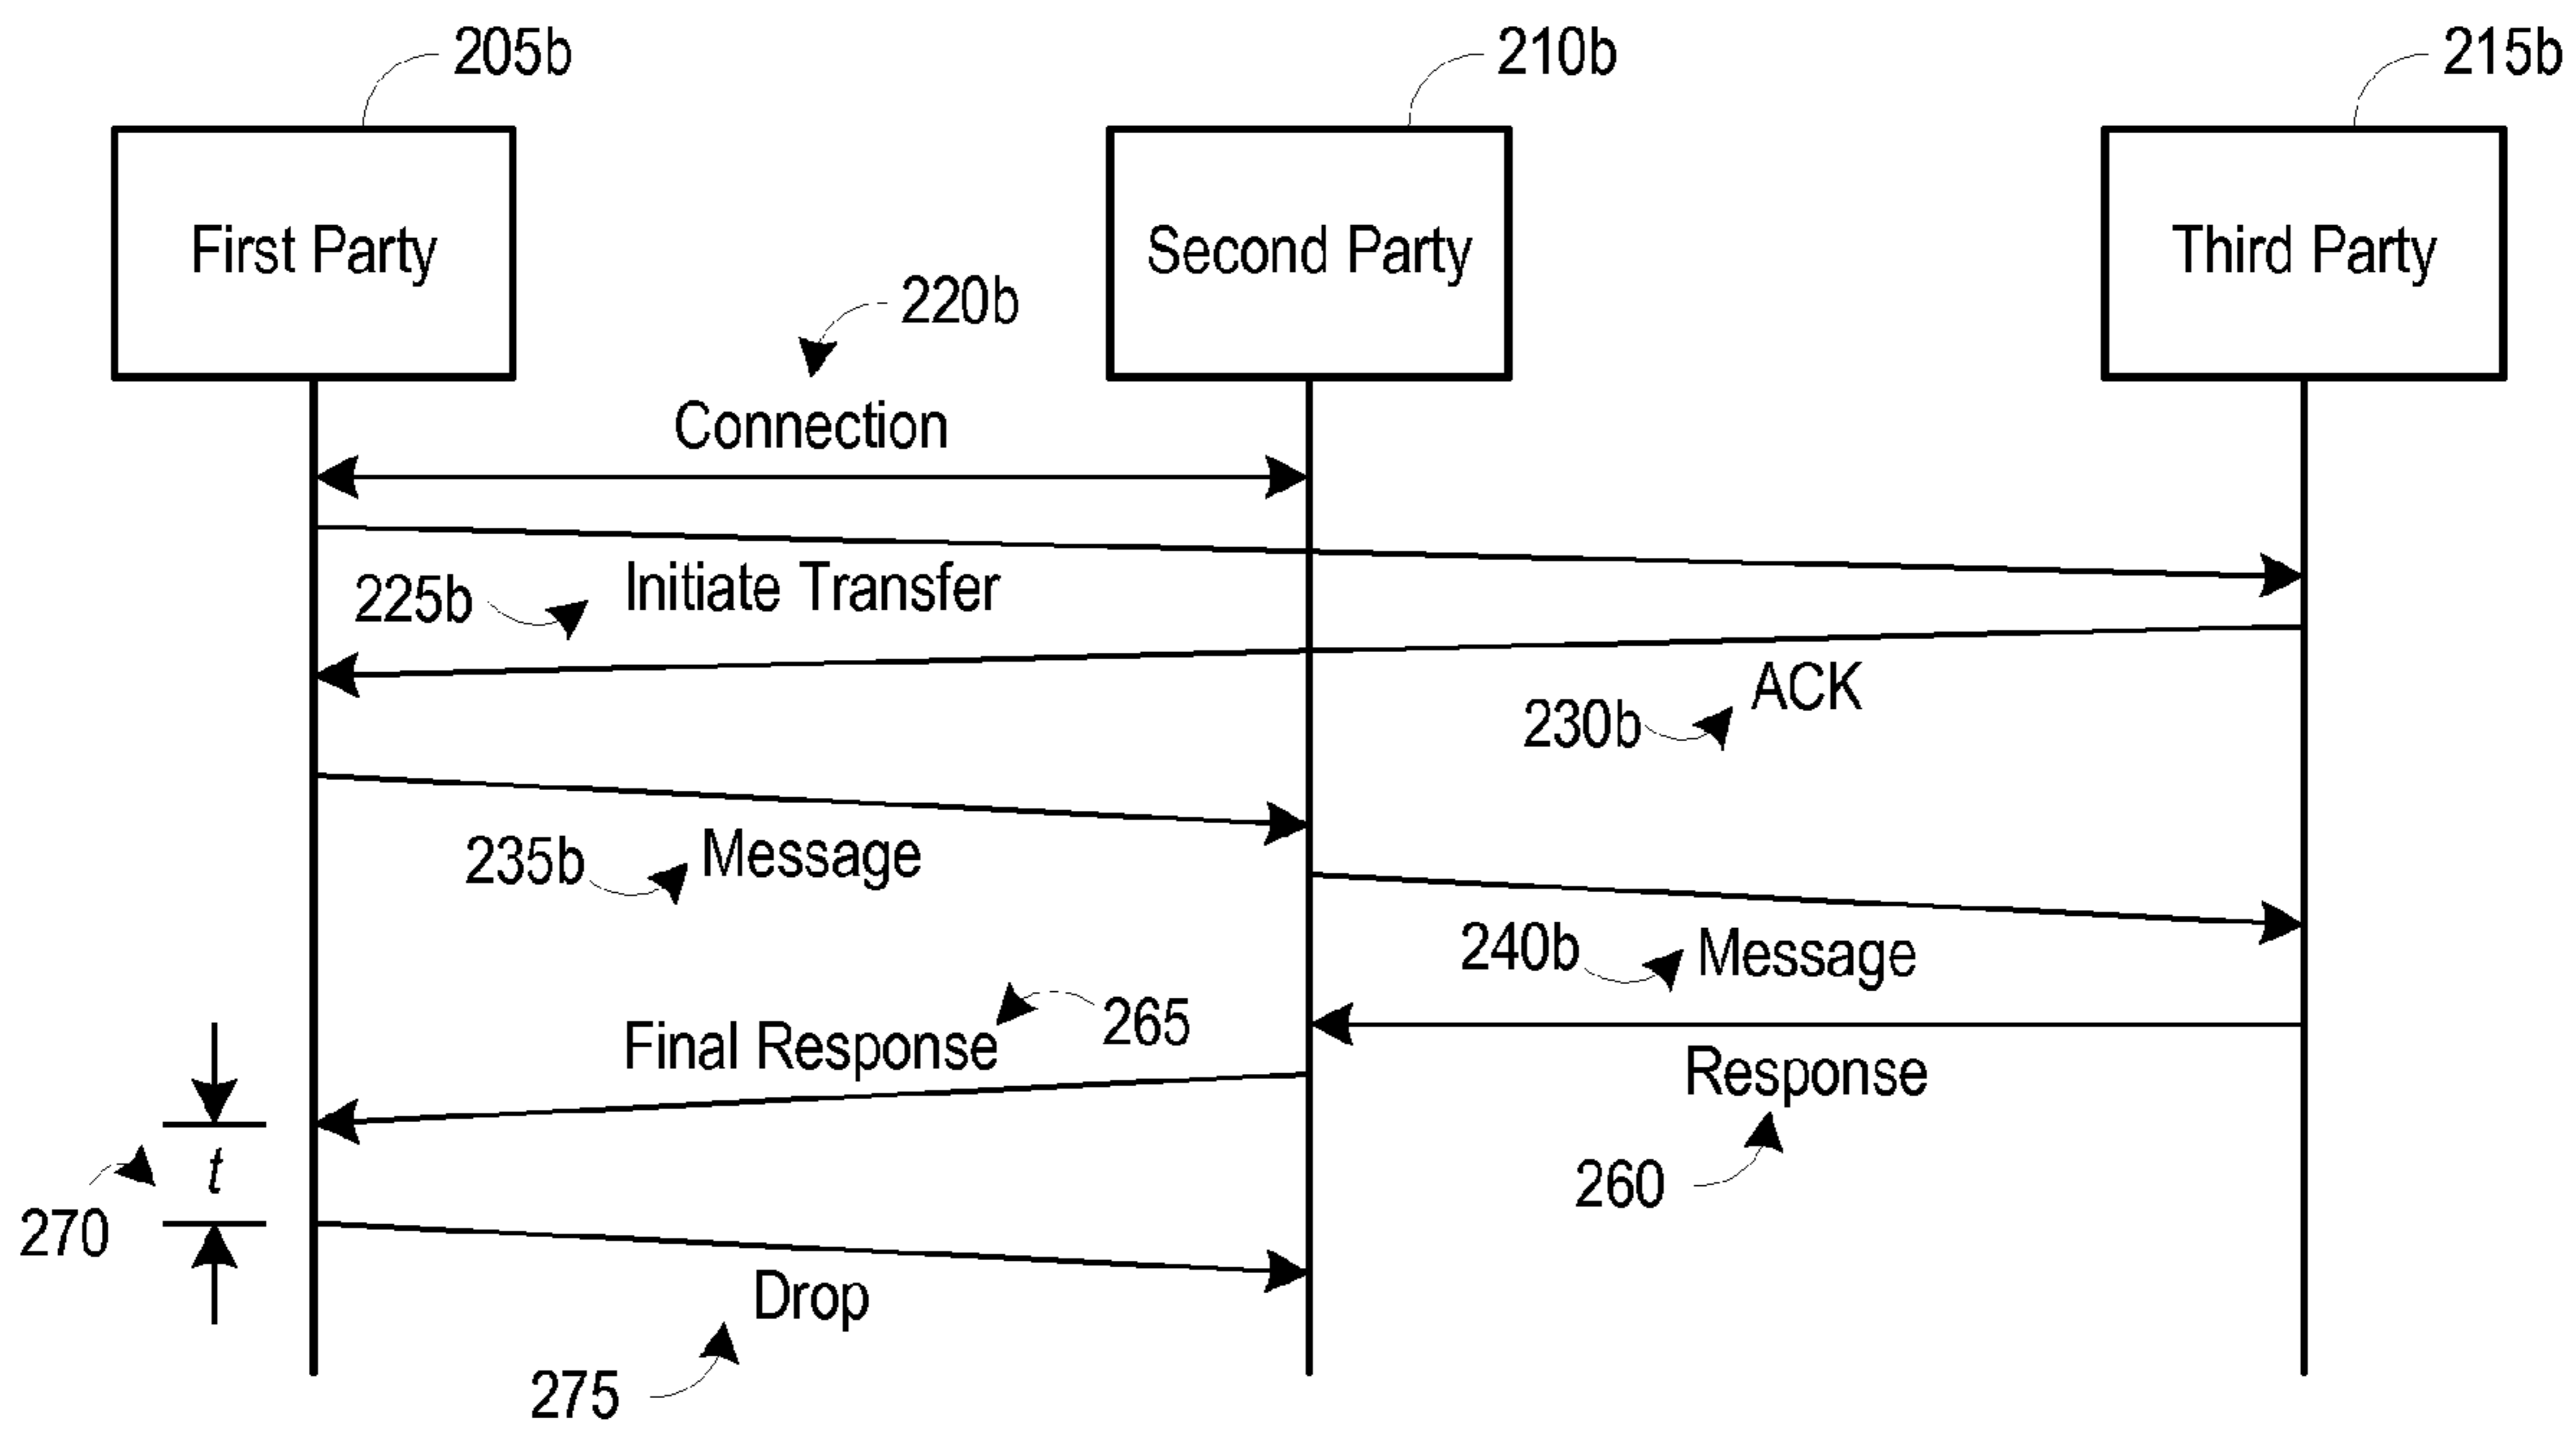 205b
210b
215b
First Party
Second Party
Third Party
220b
Connection
225b
Initiate Transfer
ACK
230b
235b
Message
240b
Message
265
Final Response
Response
260
270
t
Drop
275